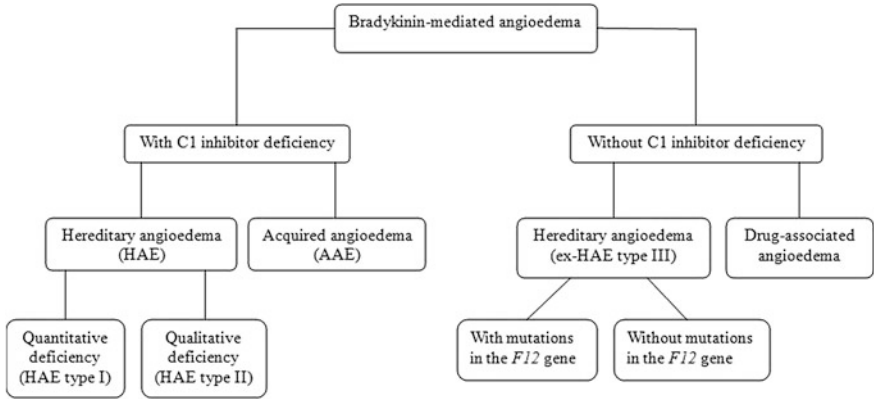 Bradykinin-mediated angioedema
With C1 inhibitor deficiency
Without C1 inhibitor deficiency
Hereditary angioedema
(HAE)
Acquired angioedema
(AAE)
Hereditary angioedema
(ex-HAE type III)
Drug-associated
angioedema
Quantitative
deficiency
(HAE type I)
Qualitative
deficiency
(HAE type II)
With mutations
in the F12 gene
Without mutations
in the F12 gene